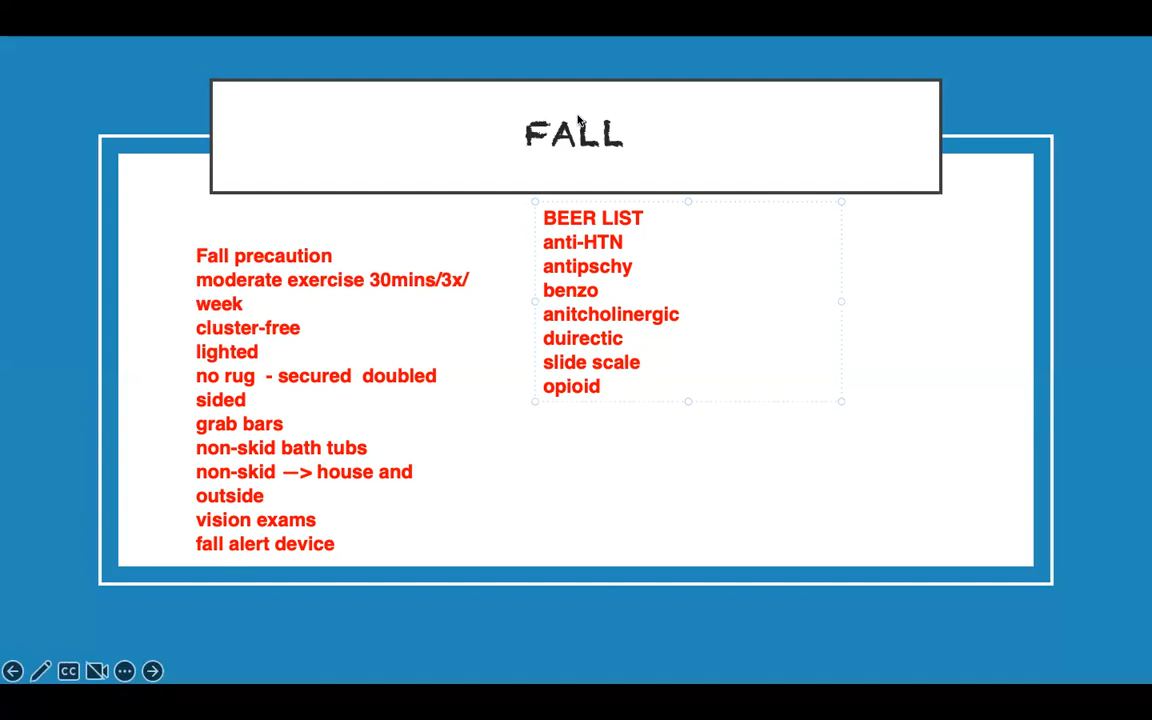 FALL
Fall precaution
moderate exercise 30mins/3x/
week
cluster-free
lighted
no rug - secured doubled
sided
grab bars
non-skid bath tubs
non-skid —> house and
outside
vision exams
fall alert device
BEER LIST
anti-HTN
antipschy
benzo
anitcholinergic
duirectic
slide scale
opioid
CC